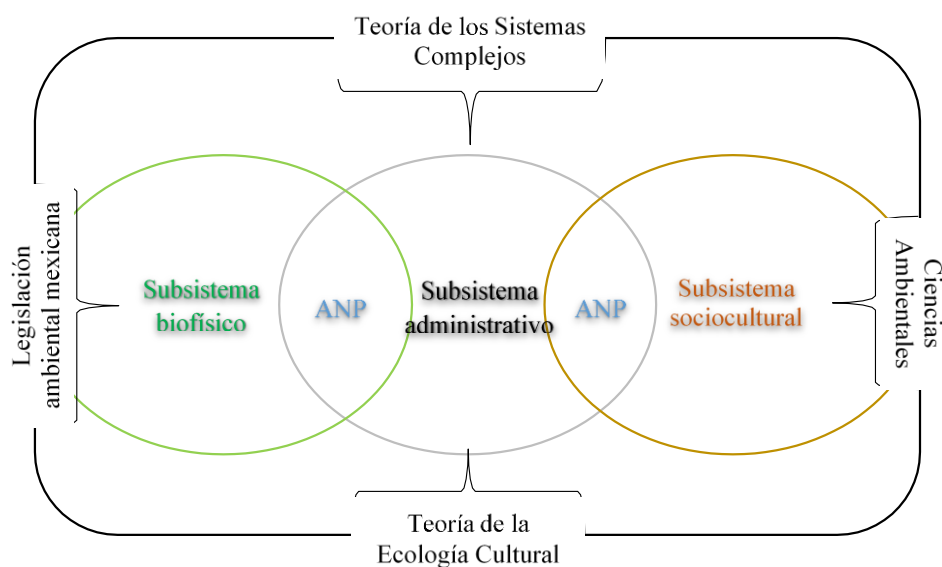 Teoría de los Sistemas
Complejos
Legislación
ambiental mexicana
Subsistema
biofísico
ANP
Subsistema
administrativo
ANP
Subsistema
sociocultural
Ciencias
Ambientales
Teoría de la
Ecología Cultural